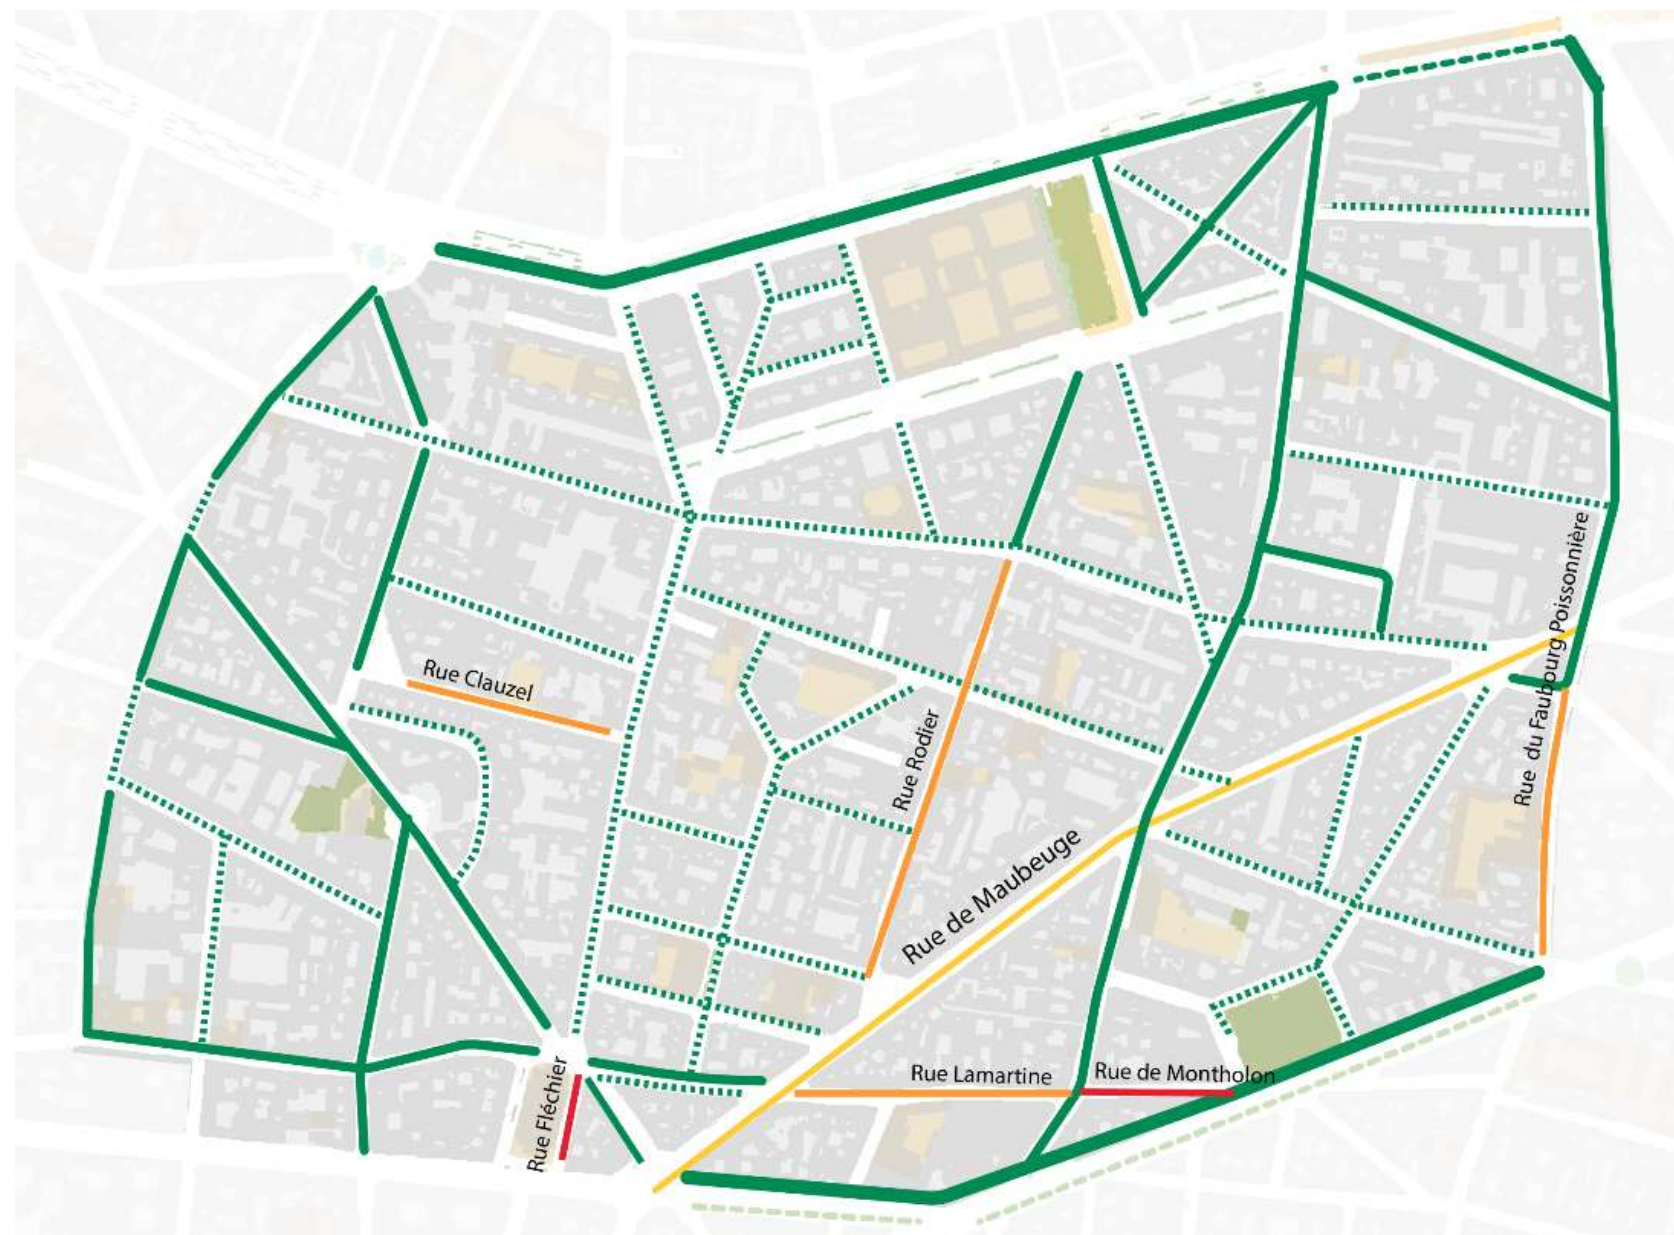 Rue du Faubourg Poissonnière
Rue Clauzel
Rue Rodier
Rue de Maubeuge
Rue Fléchier
Rue Lamartine
Rue de Montholon